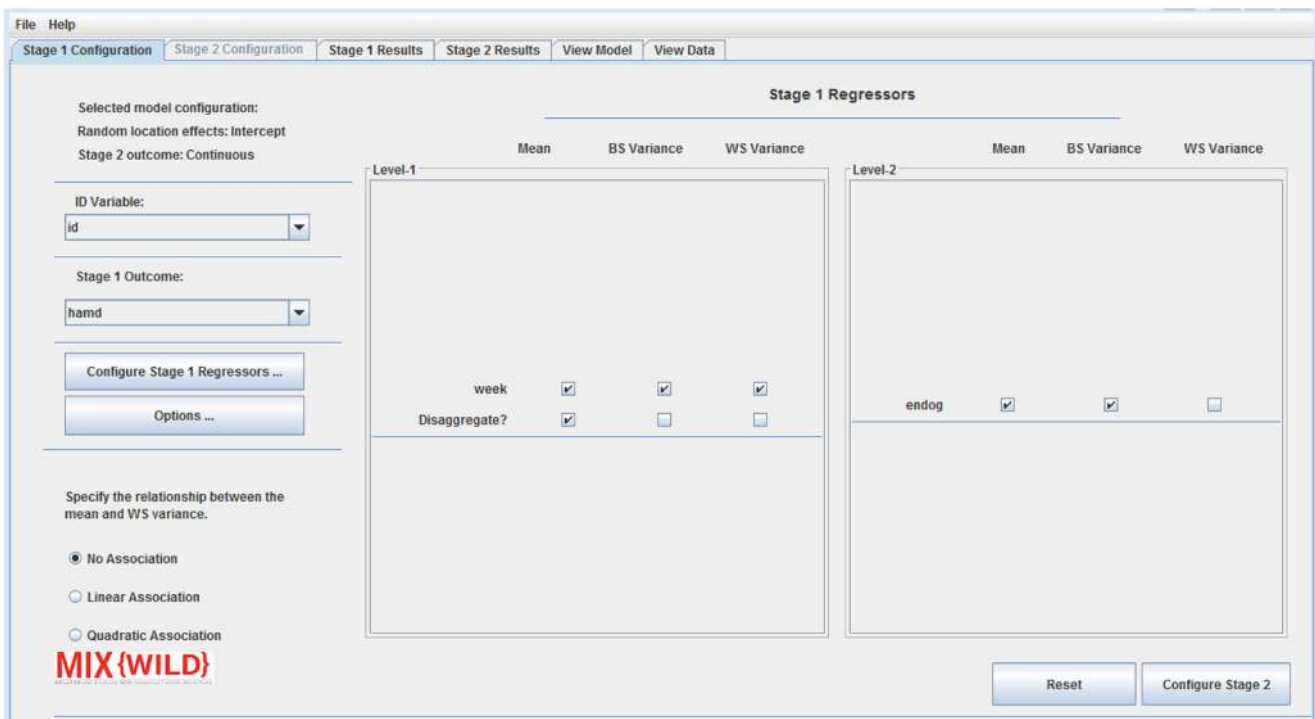 File Help
Stage 1 Configuration Stage 2 Configuration Stage 1 Results Stage 2 Results View Model View Data
Selected model configuration:
Random location effects: Intercept
Stage 2 outcome: Continuous
ID Variable:
id
Stage 1 Outcome:
hamd
Configure Stage 1 Regressors ...
Options ...
Specify the relationship between the
mean and WS variance.
No Association
Linear Association
Quadratic Association
MIX {WILD}
Stage 1 Regressors
Mean BS Variance WS Variance
Level-1
week
Disaggregate?
Mean BS Variance WS Variance
Level-2
endog
Reset Configure Stage 2